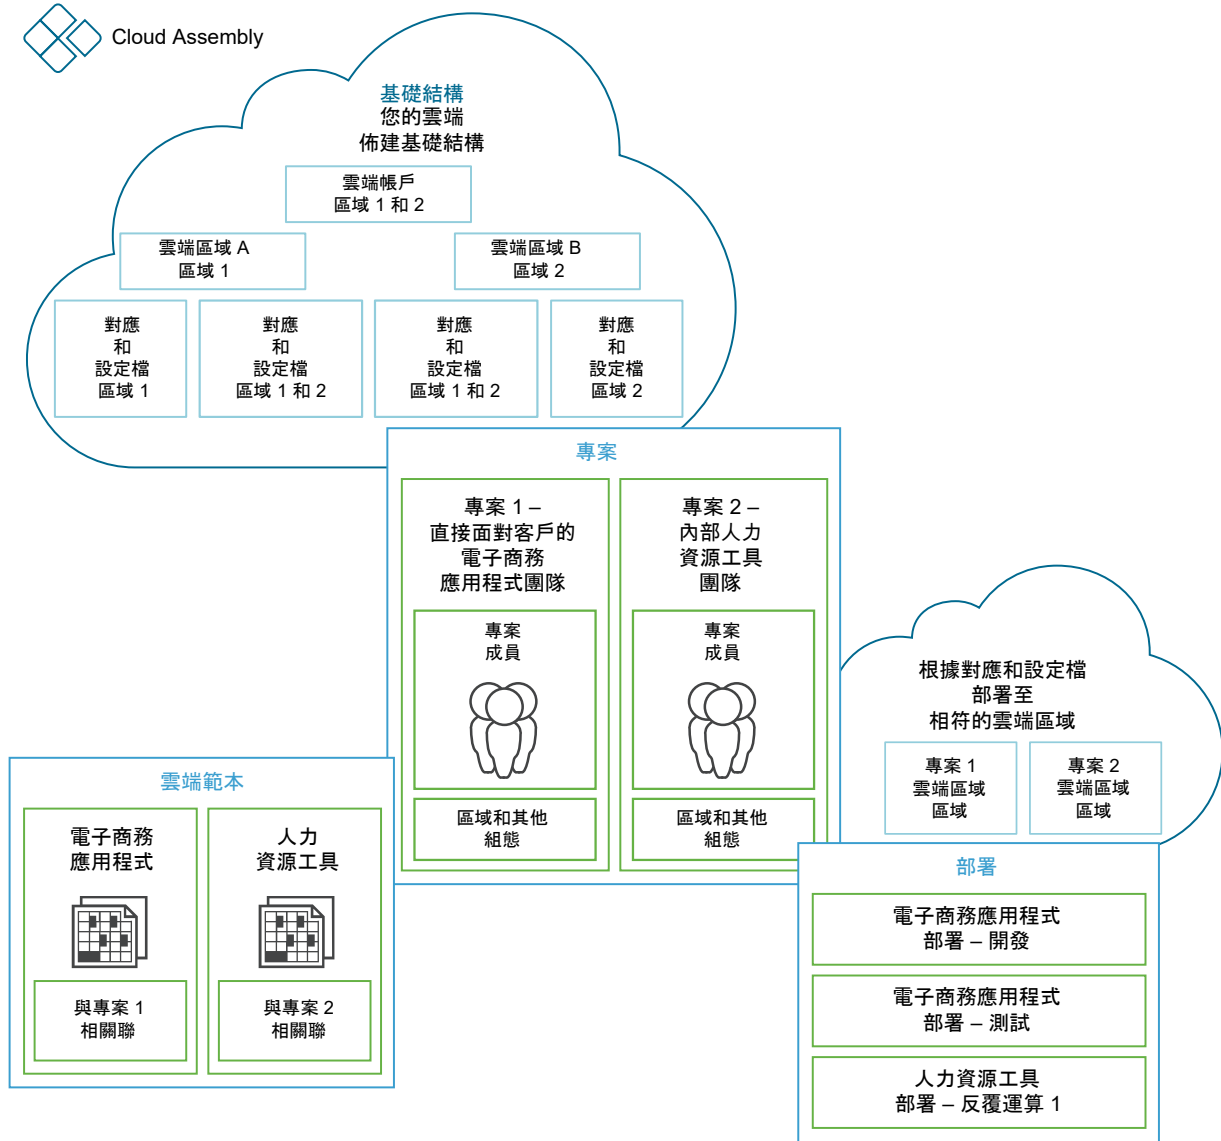 Cloud Assembly
基礎結構
您的雲端
佈建基礎結構
雲端帳戶
區域 1 和 2
雲端區域 A
區域 1
雲端區域 B
區域 2
對應
和
設定檔
區域 1
對應
和
設定檔
區域 1 和 2
對應
和
設定檔
區域 1 和 2
對應
和
設定檔
區域 2
專案
專案 1 –
直接面對客戶的
電子商務
應用程式團隊
專案
成員
區域和其他
組態
專案 2 –
內部人力
資源工具
團隊
專案
成員
區域和其他
組態
雲端範本
電子商務
應用程式
與專案 1
相關聯
人力
資源工具
與專案 2
相關聯
根據對應和設定檔
部署至
相符的雲端區域
專案 1
雲端區域
區域
專案 2
雲端區域
區域
部署
電子商務應用程式
部署 – 開發
電子商務應用程式
部署 – 測試
人力資源工具
部署 – 反覆運算 1